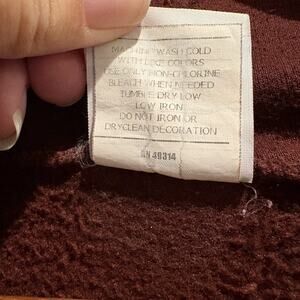 MACHINE WASH COLD
WITH LIKE COLORS
USE ONLY NON-CHLORINE
BLEACH WHEN NEEDED
TUMBLE DRY LOW
LOW IRON
DO NOT IRON OR
DRYCLEAN DECORATION
RN 49314